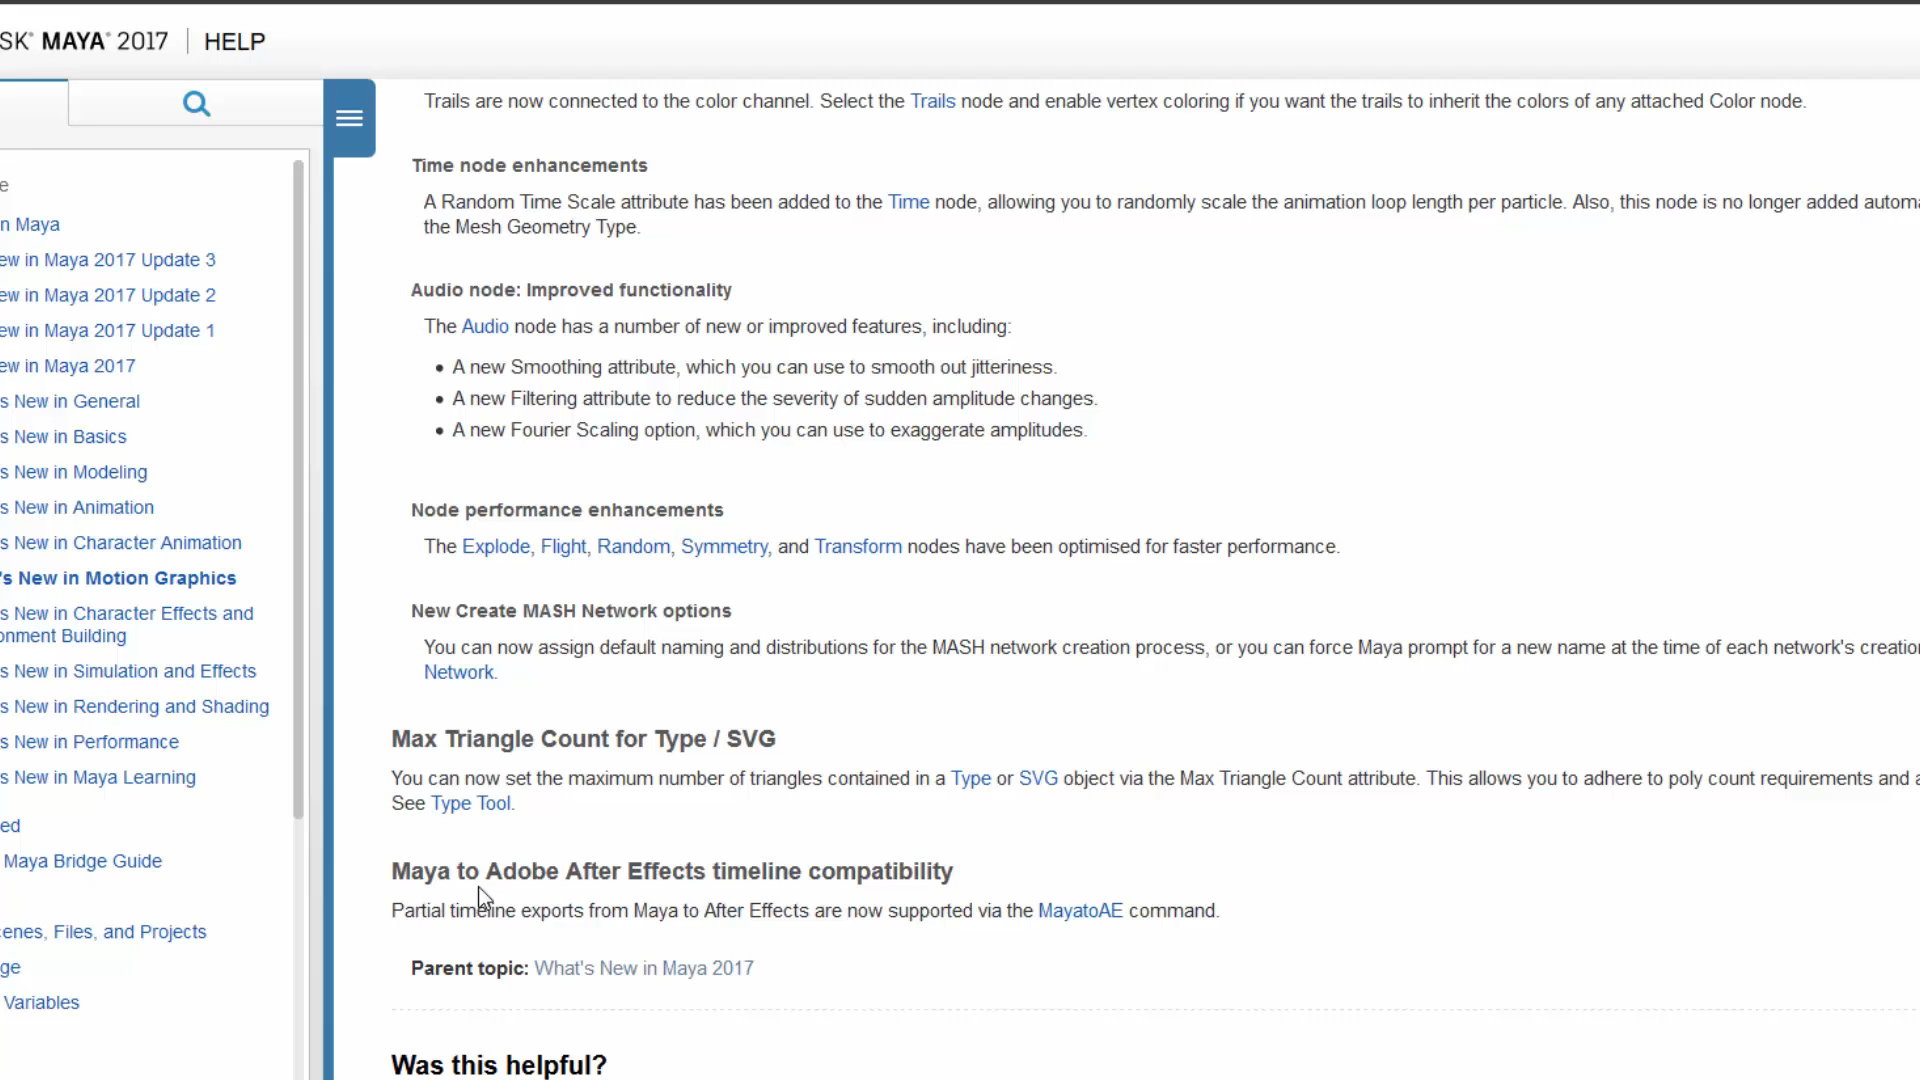 SK® MAYA® 2017 | HELP
e
n Maya
ew in Maya 2017 Update 3
ew in Maya 2017 Update 2
ew in Maya 2017 Update 1
ew in Maya 2017
s New in General
s New in Basics
s New in Modeling
s New in Animation
s New in Character Animation
's New in Motion Graphics
s New in Character Effects and
onment Building
s New in Simulation and Effects
s New in Rendering and Shading
s New in Performance
s New in Maya Learning
ed
Maya Bridge Guide
cenes, Files, and Projects
ge
Variables
Trails are now connected to the color channel. Select the Trails node and enable vertex coloring if you want the trails to inherit the colors of any attached Color node.
Time node enhancements
A Random Time Scale attribute has been added to the Time node, allowing you to randomly scale the animation loop length per particle. Also, this node is no longer added automa
the Mesh Geometry Type.
Audio node: Improved functionality
The Audio node has a number of new or improved features, including:
• A new Smoothing attribute, which you can use to smooth out jitteriness.
• A new Filtering attribute to reduce the severity of sudden amplitude changes.
• A new Fourier Scaling option, which you can use to exaggerate amplitudes.
Node performance enhancements
The Explode, Flight, Random, Symmetry, and Transform nodes have been optimised for faster performance.
New Create MASH Network options
You can now assign default naming and distributions for the MASH network creation process, or you can force Maya prompt for a new name at the time of each network's creation
Network.
Max Triangle Count for Type / SVG
You can now set the maximum number of triangles contained in a Type or SVG object via the Max Triangle Count attribute. This allows you to adhere to poly count requirements and a
See Type Tool.
Maya to Adobe After Effects timeline compatibility
Partial timeline exports from Maya to After Effects are now supported via the MayatoAE command.
Parent topic: What's New in Maya 2017
Was this helpful?